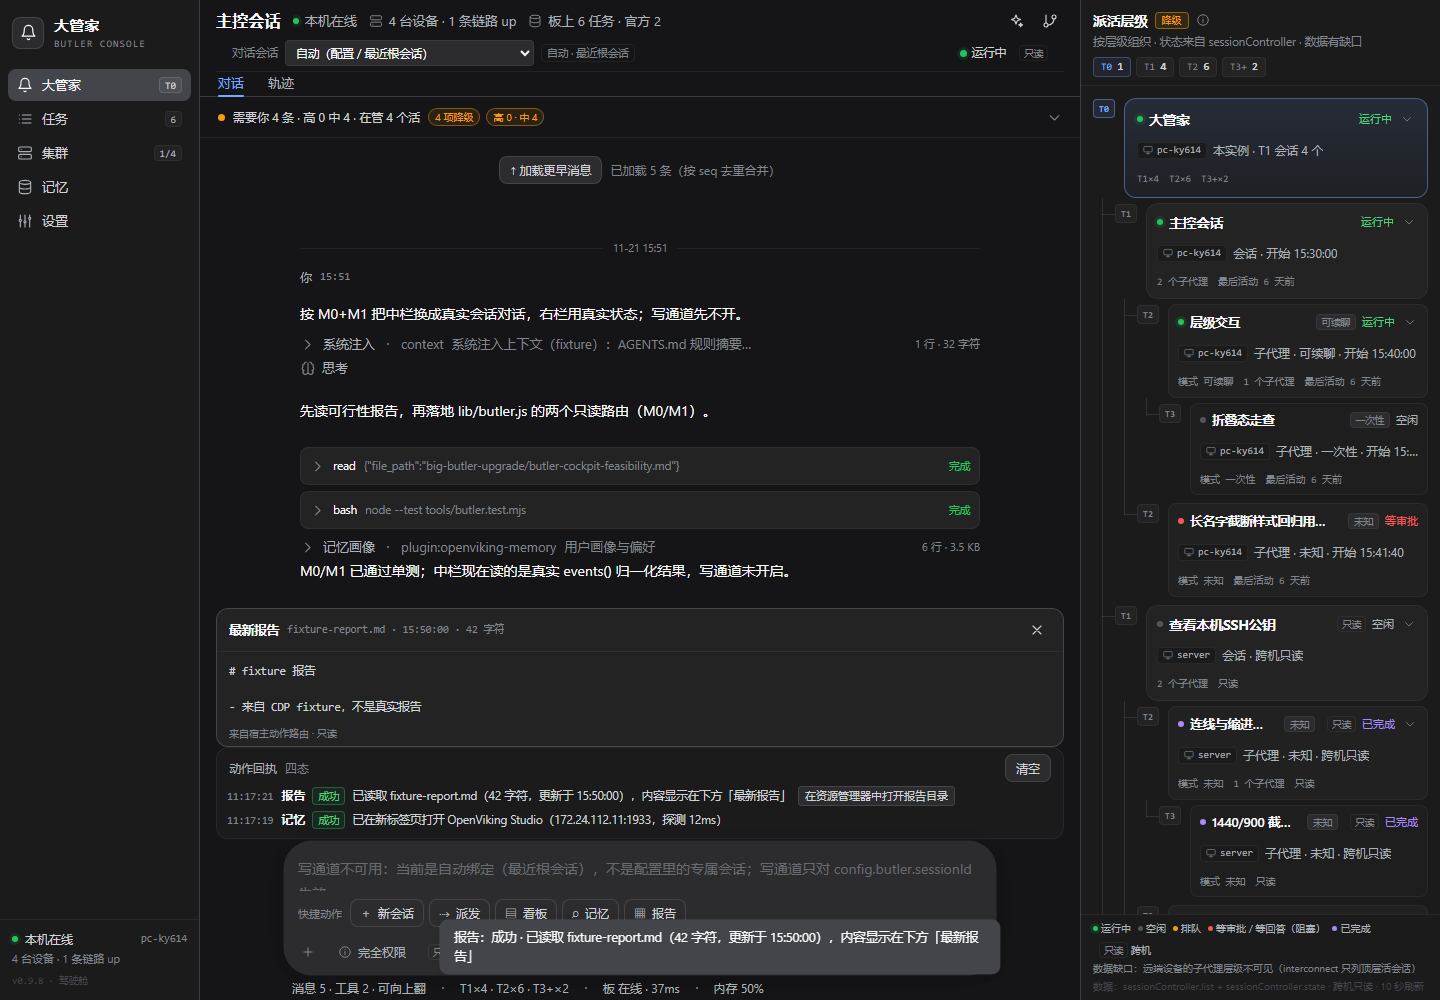 大管家
BUTLER CONSOLE
大管家 T0
任务 6
集群 1/4
记忆
设置
本机在线 pc-ky614
4 台设备 · 1 条链路 up
v0.9.8 · 驾驶舱
主控会话 本机在线 4 台设备 · 1 条链路 up 板上 6 任务 · 官方 2
对话会话 自动（配置 / 最近根会话） 自动 · 最近根会话 运行中 只读
对话 轨迹
需要你 4 条 · 高 0 中 4 · 在管 4 个活 4 项降级 高 0 · 中 4
↑ 加载更早消息 已加载 5 条（按 seq 去重合并）
11-21 15:51
你 15:51
按 M0+M1 把中栏换成真实会话对话，右栏用真实状态；写通道先不开。
系统注入 · context 系统注入上下文（fixture）：AGENTS.md 规则摘要... 1 行 · 32 字符
思考
先读可行性报告，再落地 lib/butler.js 的两个只读路由（M0/M1）。
read {"file_path":"big-butler-upgrade/butler-cockpit-feasibility.md"} 完成
bash node --test tools/butler.test.mjs 完成
记忆画像 · plugin:openviking-memory 用户画像与偏好 6 行 · 3.5 KB
M0/M1 已通过单测；中栏现在读的是真实 events() 归一化结果，写通道未开启。
最新报告 fixture-report.md · 15:50:00 · 42 字符
# fixture 报告
- 来自 CDP fixture，不是真实报告
来自宿主动作路由 · 只读
动作回执 四态 清空
11:17:21 报告 成功 已读取 fixture-report.md（42 字符，更新于 15:50:00），内容显示在下方「最新报告」 在资源管理器中打开报告目录
11:17:19 记忆 成功 已在新标签页打开 OpenViking Studio（172.24.112.11:1933，探测 12ms）
写通道不可用：当前是自动绑定（最近根会话），不是配置里的专属会话；写通道只对 config.butler.sessionId
快捷动作 + 新会话 派发 看板 记忆 报告
+ 完全权限
报告：成功 · 已读取 fixture-report.md（42 字符，更新于 15:50:00），内容显示在下方「最新报
告」
消息 5 · 工具 2 · 可向上翻 · T1×4 · T2×6 · T3+×2 · 板 在线 · 37ms · 内存 50%
派活层级 降级
按层级组织 · 状态来自 sessionController · 数据有缺口
T0 1 T1 4 T2 6 T3+ 2
T0 大管家 运行中
pc-ky614 本实例 · T1 会话 4 个
T1×4 T2×6 T3+×2
T1 主控会话 运行中
pc-ky614 会话 · 开始 15:30:00
2 个子代理 最后活动 6 天前
T2 层级交互 可续聊 运行中
pc-ky614 子代理 · 可续聊 · 开始 15:40:00
模式 可续聊 1 个子代理 最后活动 6 天前
T3 折叠态走查 一次性 空闲
pc-ky614 子代理 · 一次性 · 开始 15:...
模式 一次性 最后活动 6 天前
T2 长名字截断样式回归用... 未知 等审批
pc-ky614 子代理 · 未知 · 开始 15:41:40
模式 未知 最后活动 6 天前
T1 查看本机SSH公钥 只读 空闲
server 会话 · 跨机只读
2 个子代理 只读
T2 连线与缩进... 未知 只读 已完成
server 子代理 · 未知 · 跨机只读
模式 未知 1 个子代理 只读
T3 1440/900 截... 未知 只读 已完成
server 子代理 · 未知 · 跨机只读
模式 未知 只读
运行中 空闲 排队 等审批 / 等回答（阻塞） 已完成
只读 跨机
数据缺口：远端设备的子代理层级不可见（interconnect 只列顶层活会话）
数据：sessionController.list + sessionController.state · 跨机只读 · 10 秒刷新